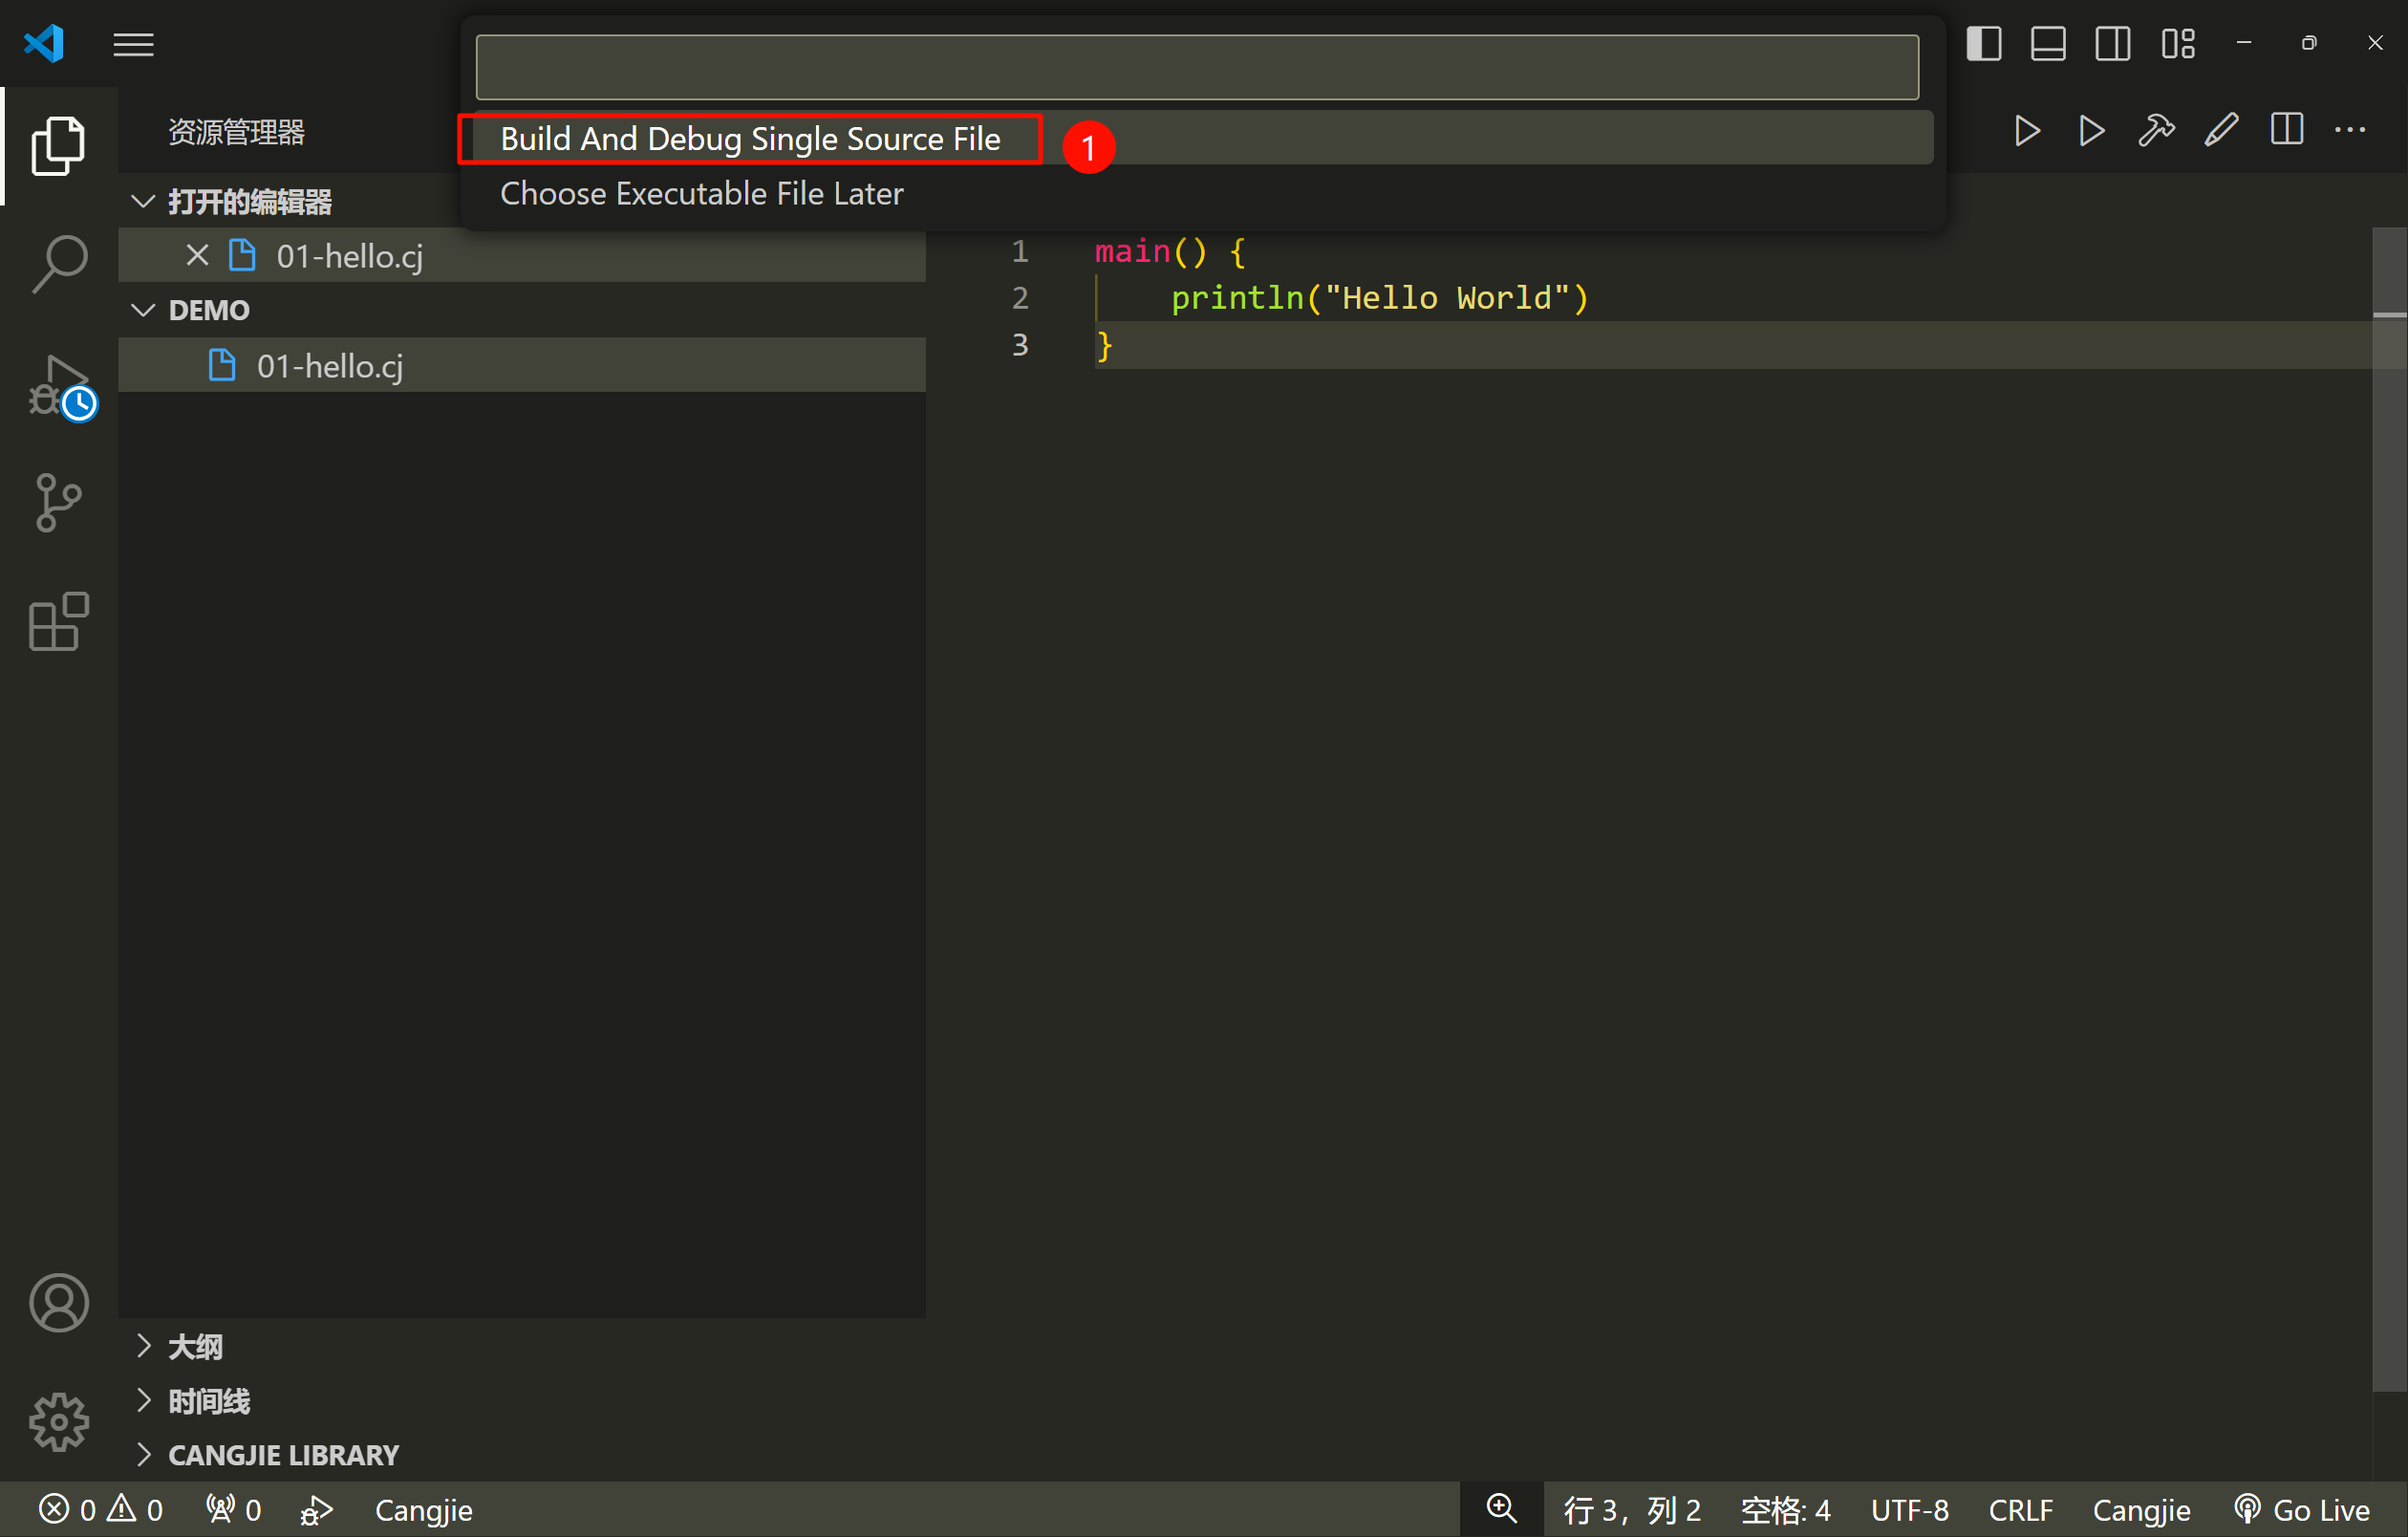 Build And Debug Single Source File
1
Choose Executable File Later
资源管理器
打开的编辑器
01-hello.cj
DEMO
01-hello.cj
大纲
时间线
CANGJIE LIBRARY
1 main() {
2 println("Hello World")
3 }
0 0 0 Cangjie 行 3，列 2 空格: 4 UTF-8 CRLF Cangjie Go Live